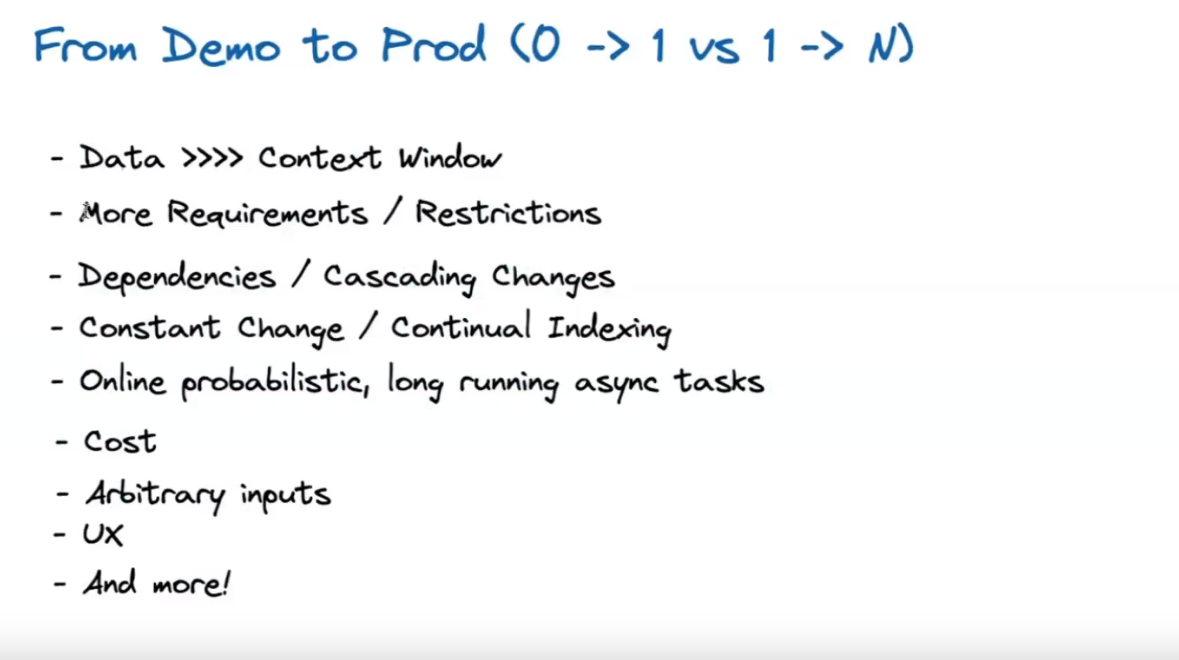 From Demo to Prod (0 -> 1 vs 1 -> N)
- Data >>>> Context Window
- More Requirements / Restrictions
- Dependencies / Cascading Changes
- Constant Change / Continual Indexing
- Online probabilistic, long running async tasks
- Cost
- Arbitrary inputs
- UX
- And more!